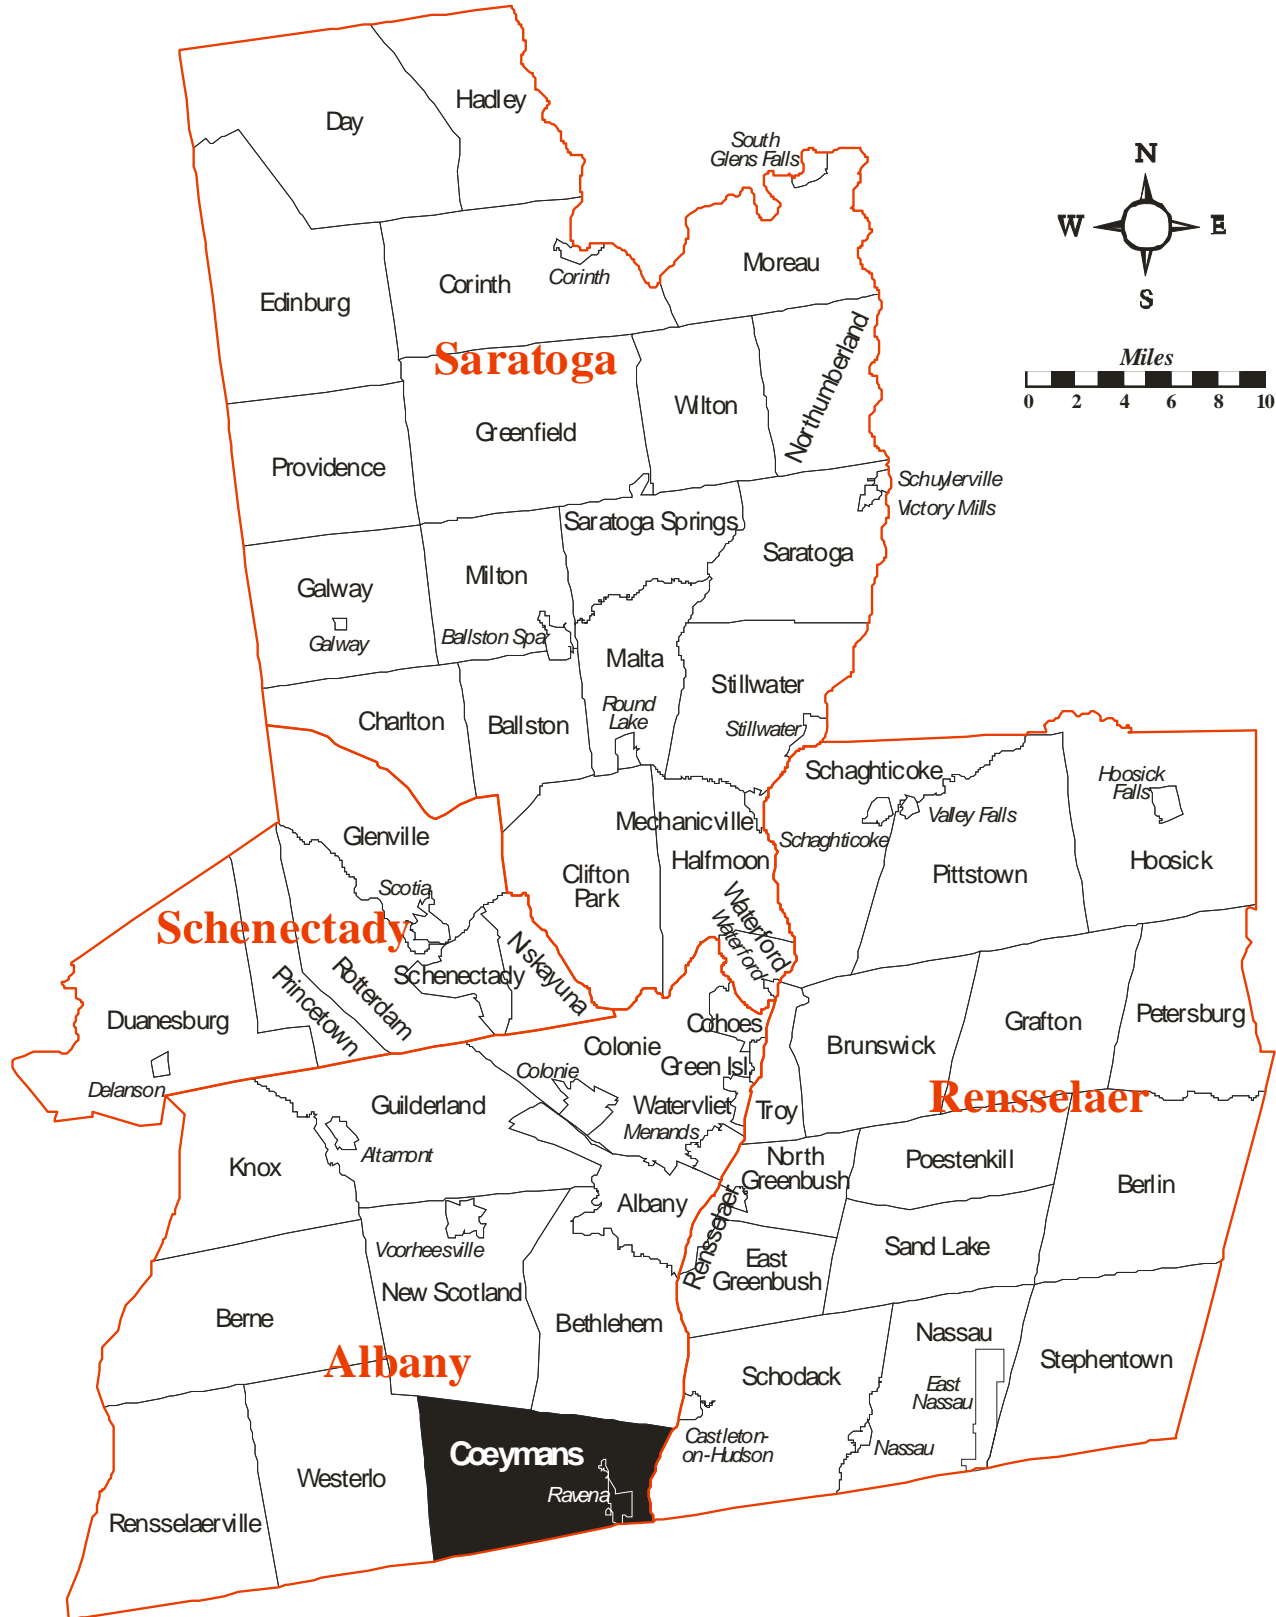 Hadley
Day
South
Glens Falls
N
W
E
S
Moreau
Corinth
Corinth
Edinburg
Saratoga
Miles
0 2 4 6 8 10
Northumberland
Wilton
Greenfield
Providence
Schuylerville
Victory Mills
Saratoga Springs
Saratoga
Milton
Galway
Galway
Ballston Spa
Malta
Stillwater
Round
Lake
Stillwater
Charlton
Ballston
Schaghticoke
Hoosick
Falls
Valley Falls
Schaghticoke
Mechanicville
Glenville
Halfmoon
Hoosick
Clifton
Park
Pittstown
Scotia
Schenectady
Waterford
Waterford
Niskayuna
Schenectady
Rotterdam
Princetown
Duanesburg
Delanson
Cohoes
Colonie
Green Isl.
Colonie
Brunswick
Grafton
Petersburg
Rensselaer
Guilderland
Watervliet
Menands
Troy
Altamont
Knox
North
Greenbush
Poestenkill
Berlin
Albany
Rensselaer
Voorheesville
Sand Lake
East
Greenbush
New Scotland
Berne
Bethlehem
Albany
Nassau
Stephentown
Schodack
East
Nassau
Castleton-
on-Hudson
Nassau
Coeymans
Ravena
Westerlo
Rensselaerville